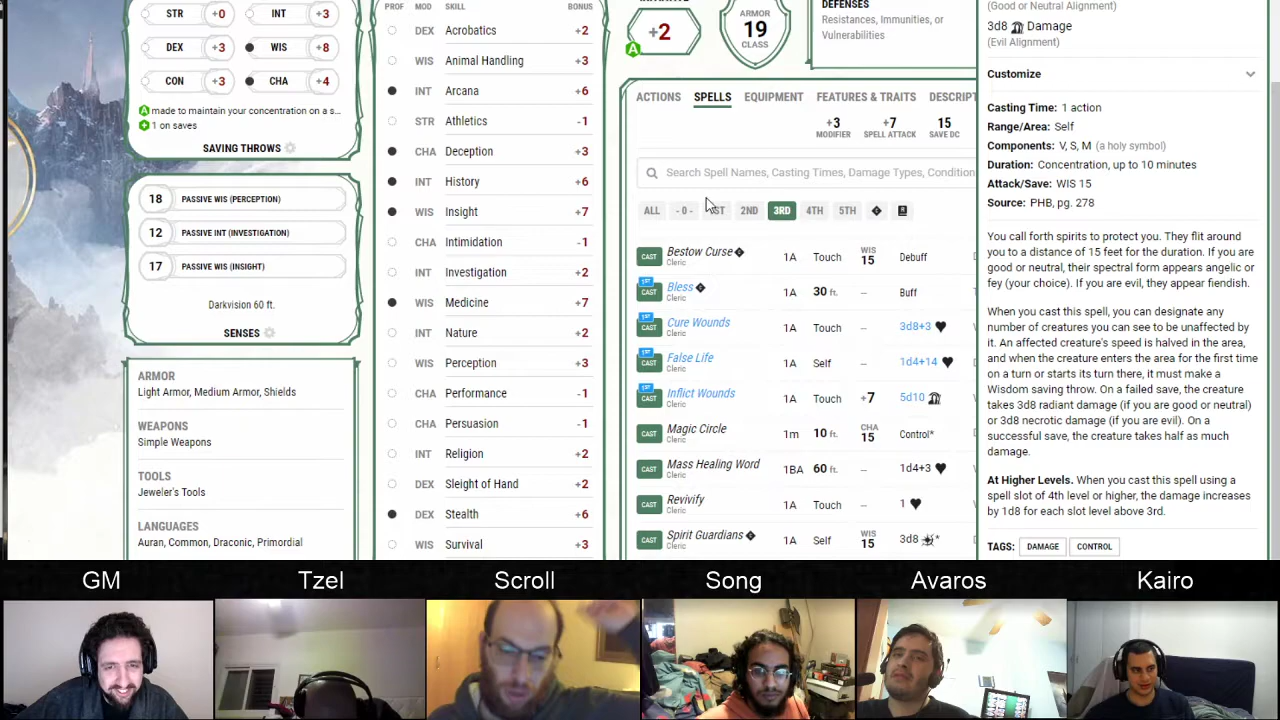 STR +0 INT +3
DEX +3 WIS +8
CON +3 CHA +4
A made to maintain your concentration on a s...
1 on saves
SAVING THROWS
18 PASSIVE WIS (PERCEPTION)
12 PASSIVE INT (INVESTIGATION)
17 PASSIVE WIS (INSIGHT)
Darkvision 60 ft.
SENSES
ARMOR
Light Armor, Medium Armor, Shields
WEAPONS
Simple Weapons
TOOLS
Jeweler's Tools
LANGUAGES
Auran, Common, Draconic, Primordial
PROF MOD SKILL BONUS
DEX Acrobatics +2
WIS Animal Handling +3
INT Arcana +6
STR Athletics -1
CHA Deception +3
INT History +6
WIS Insight +7
CHA Intimidation -1
INT Investigation +2
WIS Medicine +7
INT Nature +2
WIS Perception +3
CHA Performance -1
CHA Persuasion -1
INT Religion +2
DEX Sleight of Hand +2
DEX Stealth +6
WIS Survival +3
+2
A
ARMOR
19
CLASS
DEFENSES
Resistances, Immunities, or
Vulnerabilities
ACTIONS SPELLS EQUIPMENT FEATURES & TRAITS DESCRIPT
+3 +7 15
MODIFIER SPELL ATTACK SAVE DC
Search Spell Names, Casting Times, Damage Types, Condition
ALL - 0 - ST 2ND 3RD 4TH 5TH R
CAST Bestow Curse 1A Touch WIS 15 Debuff
Cleric
1ST CAST Bless 1A 30 ft. -- Buff
Cleric
1ST CAST Cure Wounds 1A Touch -- 3d8+3
Cleric
1ST CAST False Life 1A Self -- 1d4+14
Cleric
1ST CAST Inflict Wounds 1A Touch +7 5d10
Cleric
CAST Magic Circle 1m 10 ft. CHA 15 Control*
Cleric
CAST Mass Healing Word 1BA 60 ft. -- 1d4+3
Cleric
CAST Revivify 1A Touch -- 1
Cleric
CAST Spirit Guardians 1A Self WIS 15 3d8 *
Cleric
(Good or Neutral Alignment)
3d8 Damage
(Evil Alignment)
Customize
Casting Time: 1 action
Range/Area: Self
Components: V, S, M (a holy symbol)
Duration: Concentration, up to 10 minutes
Attack/Save: WIS 15
Source: PHB, pg. 278
You call forth spirits to protect you. They flit around
you to a distance of 15 feet for the duration. If you are
good or neutral, their spectral form appears angelic or
fey (your choice). If you are evil, they appear fiendish.
When you cast this spell, you can designate any
number of creatures you can see to be unaffected by
it. An affected creature's speed is halved in the area,
and when the creature enters the area for the first time
on a turn or starts its turn there, it must make a
Wisdom saving throw. On a failed save, the creature
takes 3d8 radiant damage (if you are good or neutral)
or 3d8 necrotic damage (if you are evil). On a
successful save, the creature takes half as much
damage.
At Higher Levels. When you cast this spell using a
spell slot of 4th level or higher, the damage increases
by 1d8 for each slot level above 3rd.
TAGS: DAMAGE CONTROL
GM Tzel Scroll Song Avaros Kairo